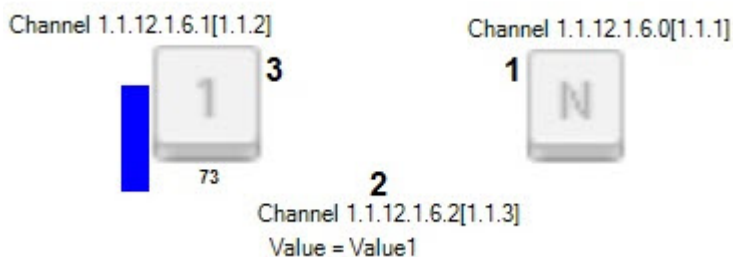 Channel 1.1.12.1.6.1[1.1.2]
Channel 1.1.12.1.6.0[1.1.1]
1
3
1
N
73
2
Channel 1.1.12.1.6.2[1.1.3]
Value = Value1